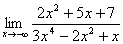 lim x→-∞ (2x² + 5x + 7)/(3x⁴ - 2x² + x)